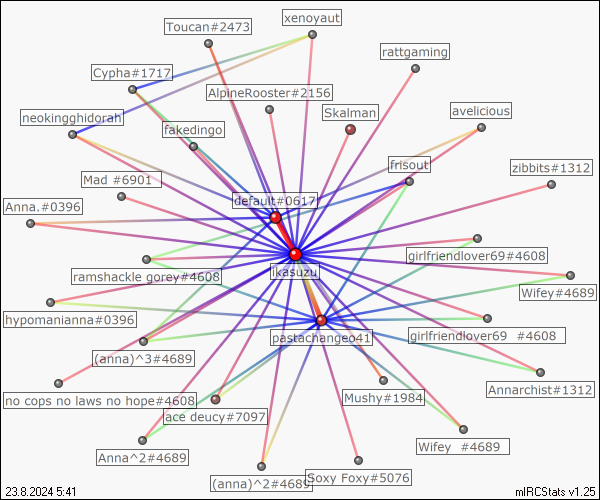 xenoyaut
Toucan#2473
rattgaming
Cypha#1717
AlpineRooster#2156
Skalman
avelicious
neokingghidorah
fakedingo
frisout
zibbits#1312
Mad #6901
default#0617
Anna.#0396
ikasuzu
girlfriendlover69#4608
ramshackle gorey#4608
Wifey#4689
hypomanianna#0396
pastachangeo41
girlfriendlover69 #4608
(anna)^3#4689
Annarchist#1312
no cops no laws no hope#4608
Mushy#1984
ace deucy#7097
Wifey #4689
Anna^2#4689
(anna)^2#4689
Soxy Foxy#5076
23.8.2024 5:41
mIRCStats v1.25